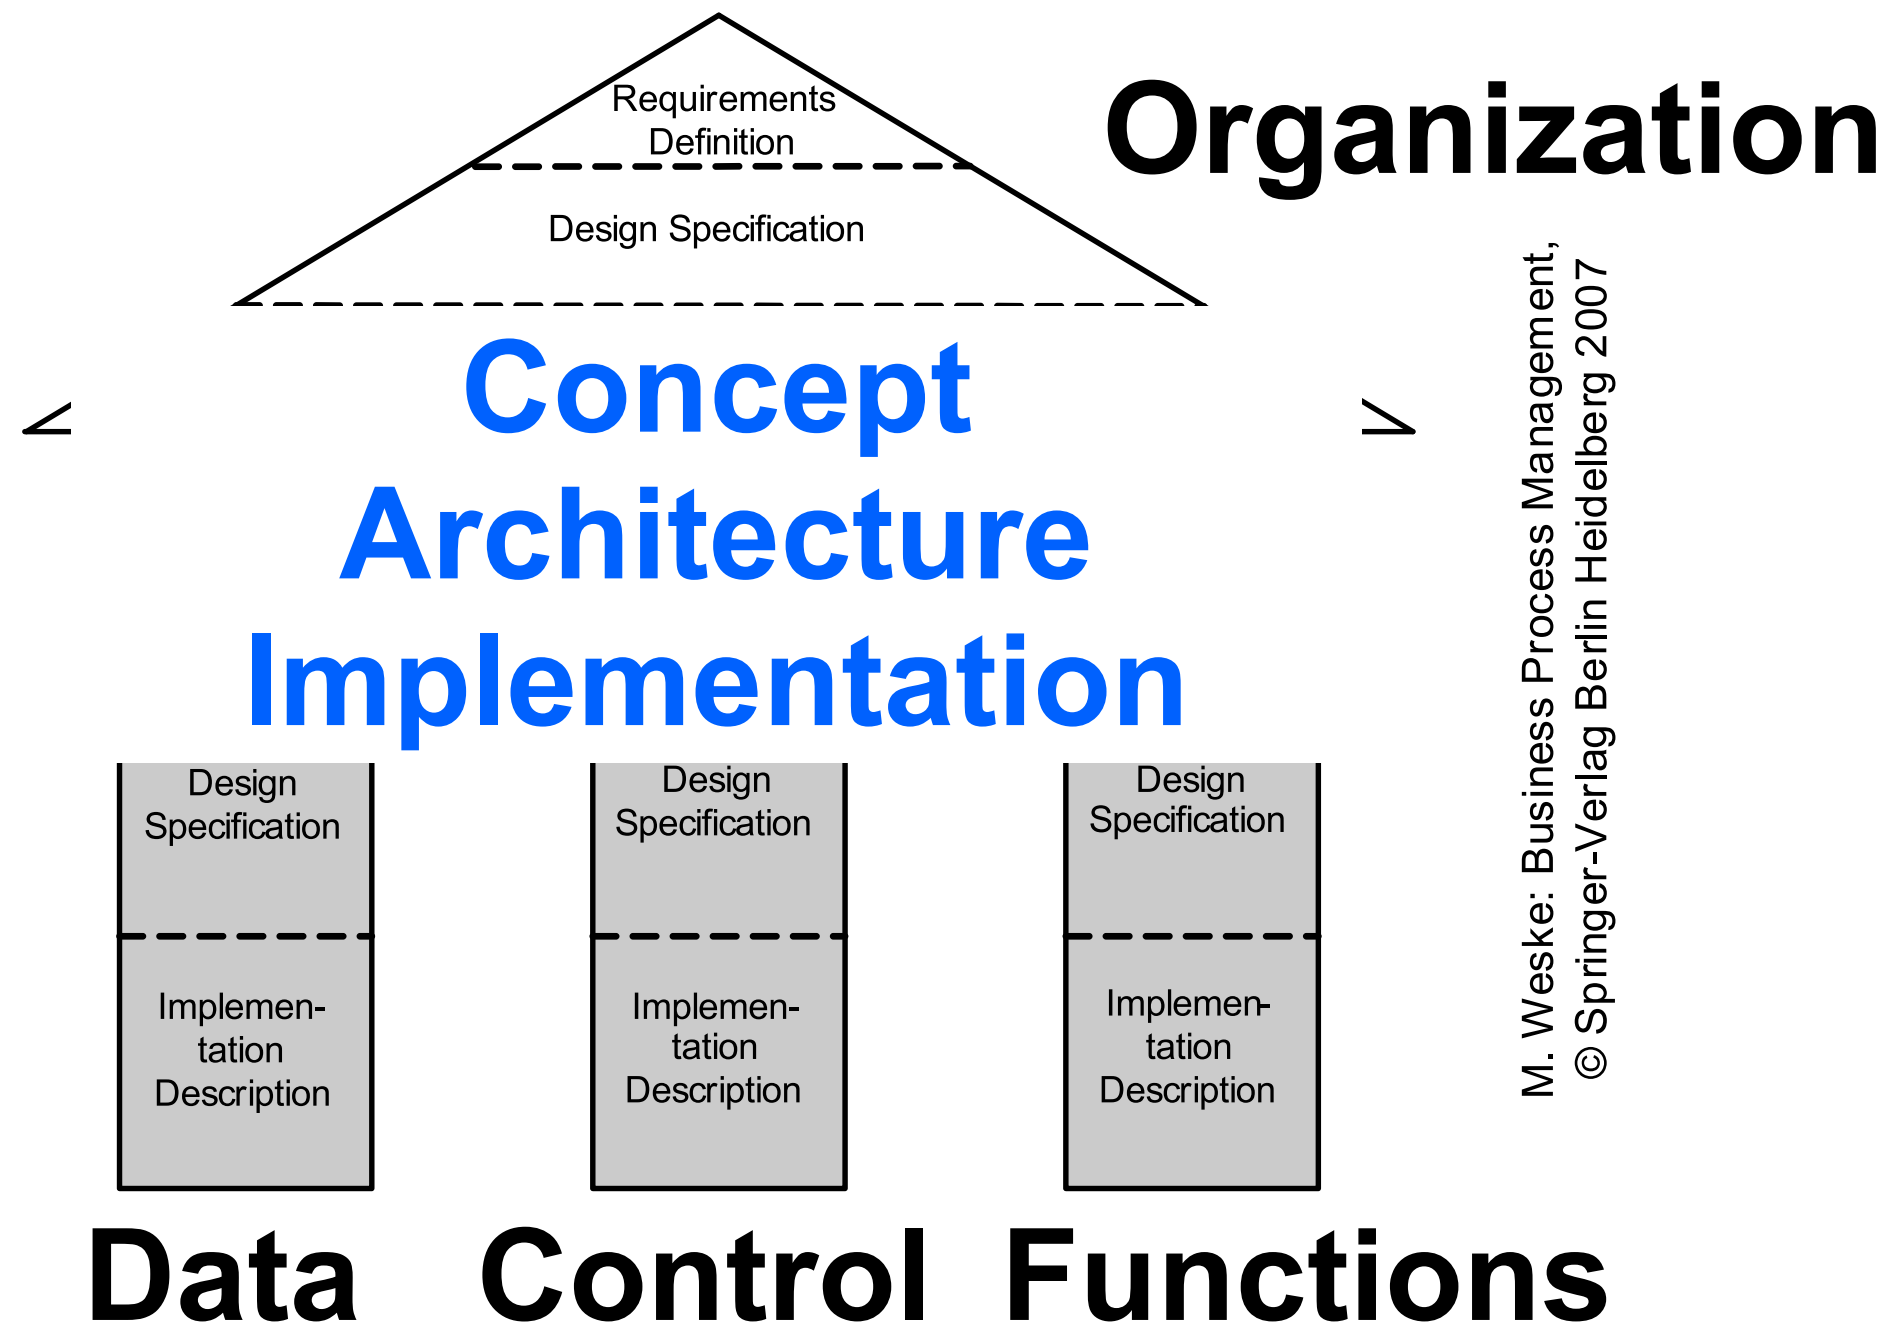 Requirements
Definition
Organization
Design Specification
Concept
Architecture
Implementation
M. Weske: Business Process Management,
© Springer-Verlag Berlin Heidelberg 2007
Design
Specification
Design
Specification
Design
Specification
Implemen-
tation
Description
Implemen-
tation
Description
Implemen-
tation
Description
Data
Control
Functions